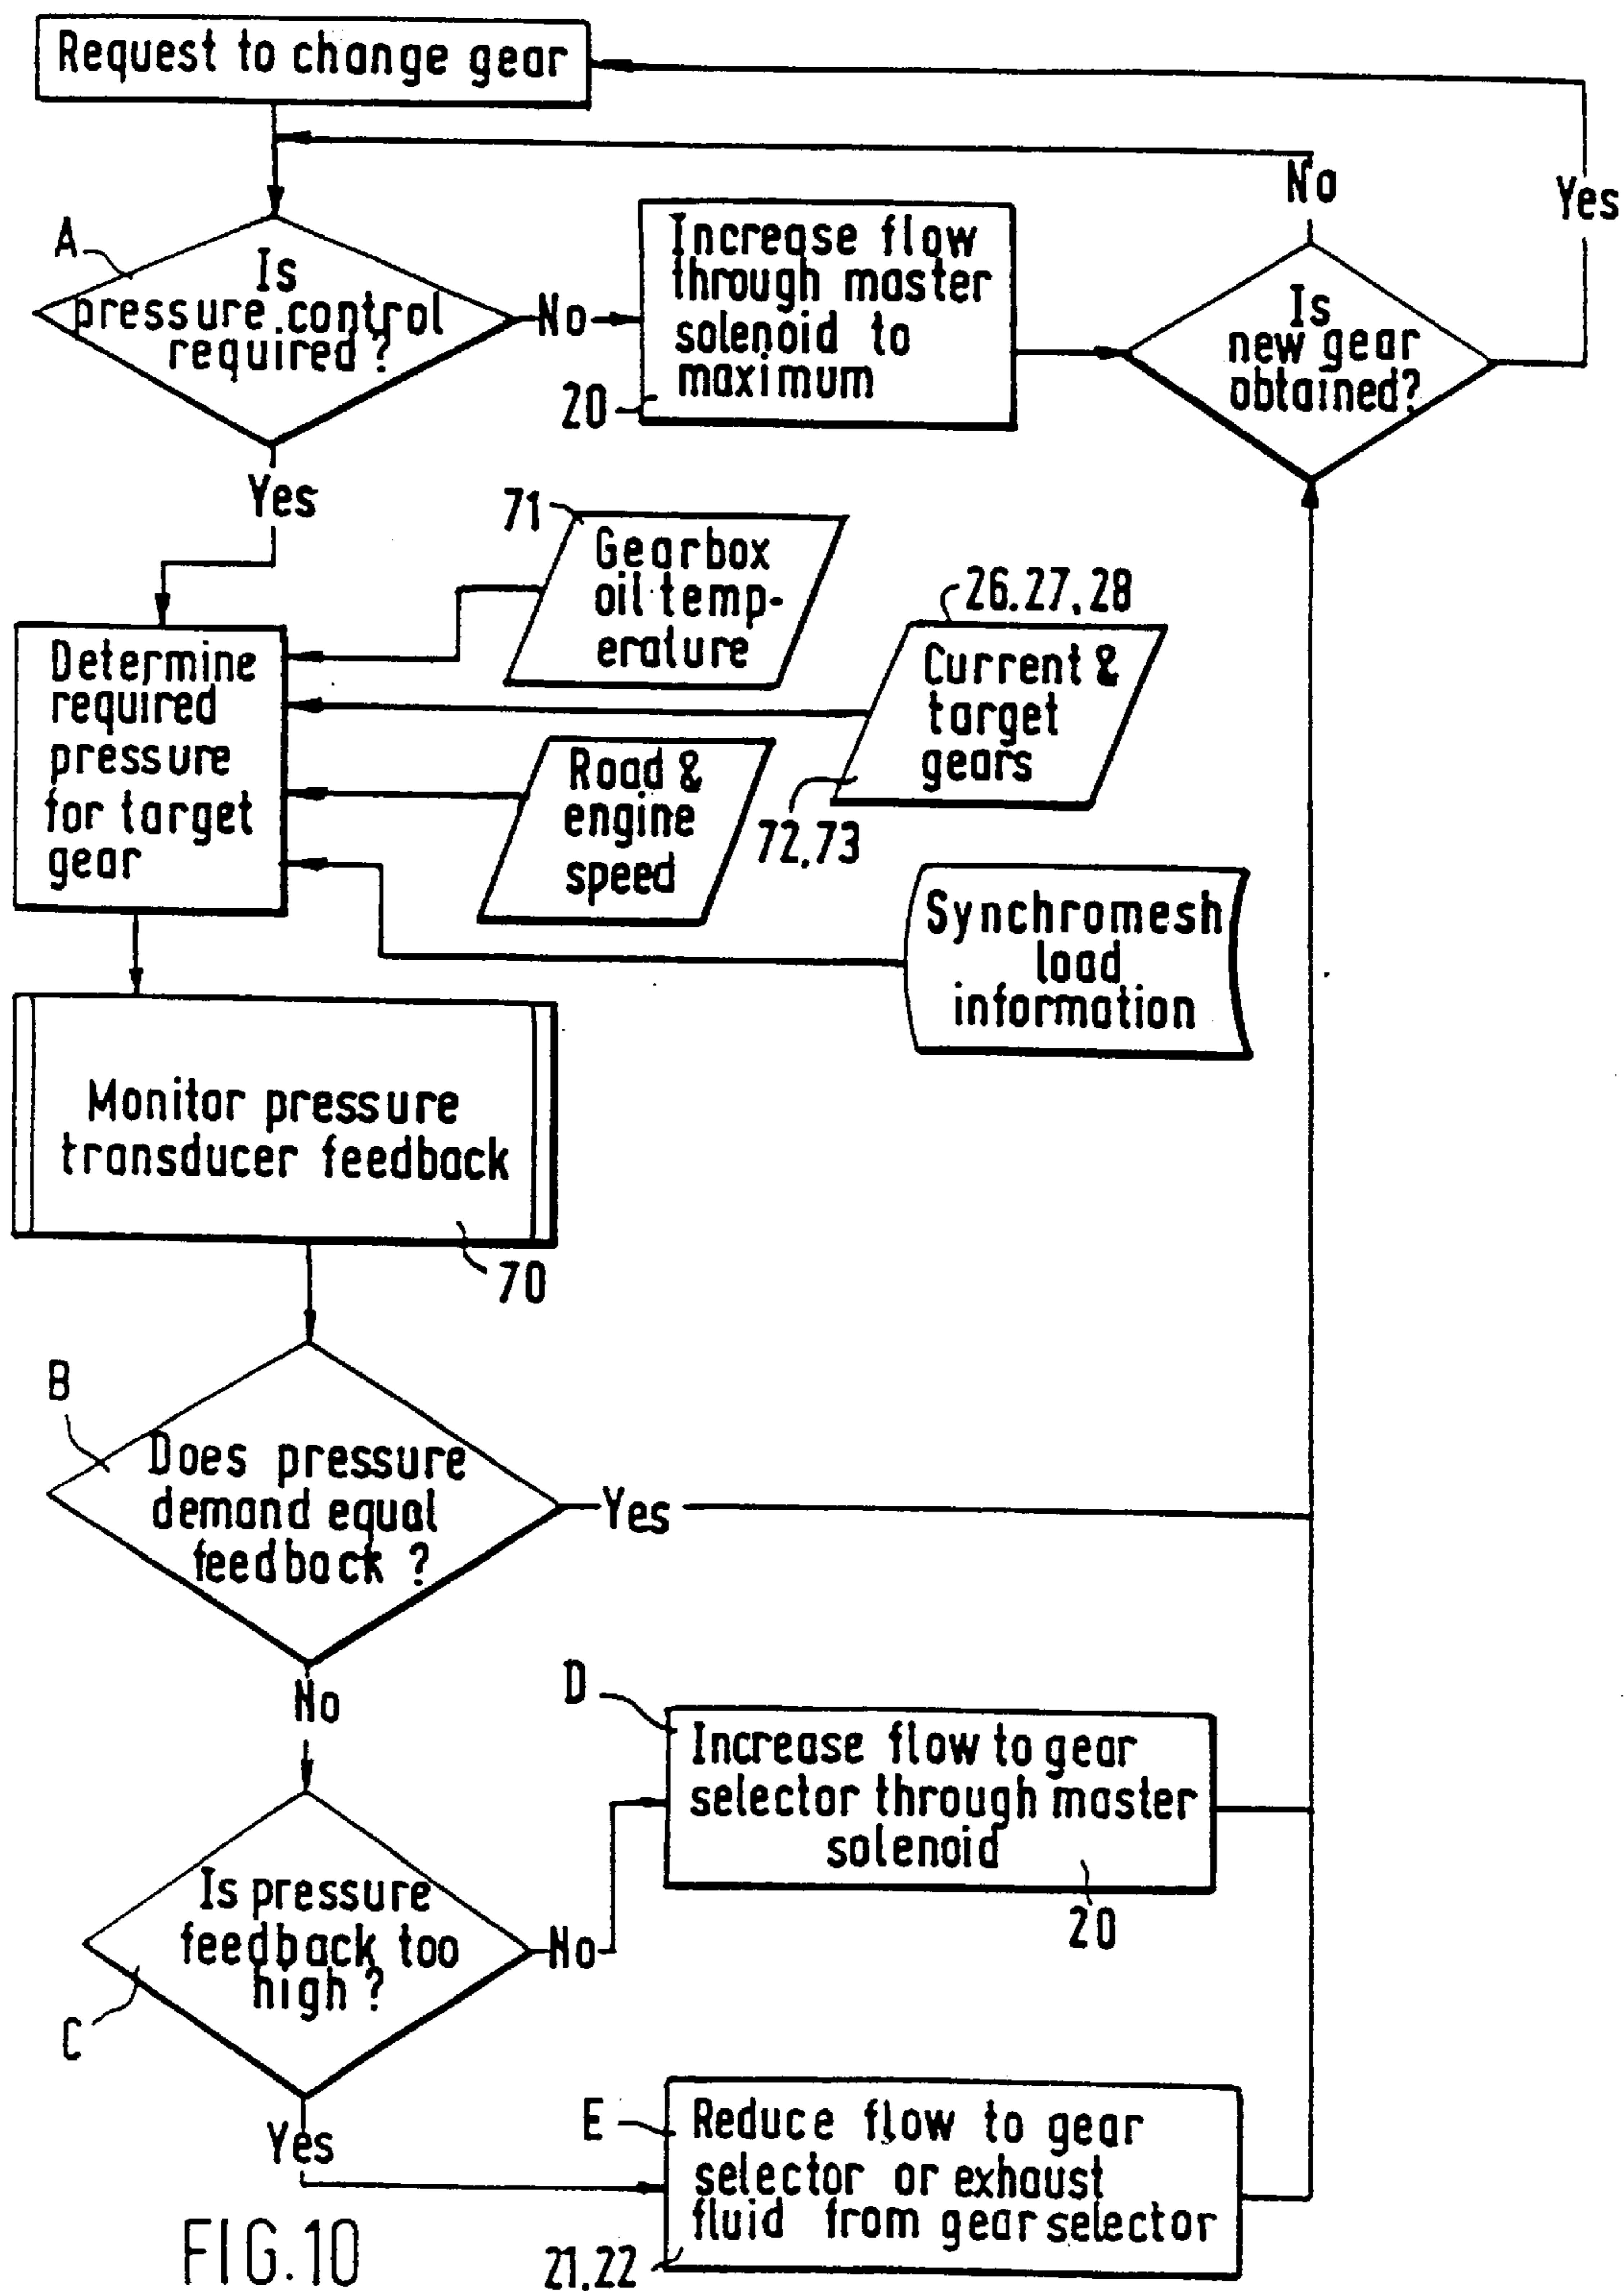 Request to change gear
No
Yes
A
Is
pressure control
required?
No
Increase flow
through master
solenoid to
maximum
20
Is
new gear
obtained?
Yes
71
Gearbox
oil temp-
erature
26.27.28
Current &
target
gears
72.73
Determine
required
pressure
for target
gear
Road &
engine
speed
Synchromesh
load
information
Monitor pressure
transducer feedback
70
B
Does pressure
demand equal
feedback ?
Yes
No
D
Increase flow to gear
selector through master
solenoid
20
Is pressure
feedback too
high ?
No
C
Yes
E
Reduce flow to gear
selector or exhaust
fluid from gear selector
21.22
FIG.10